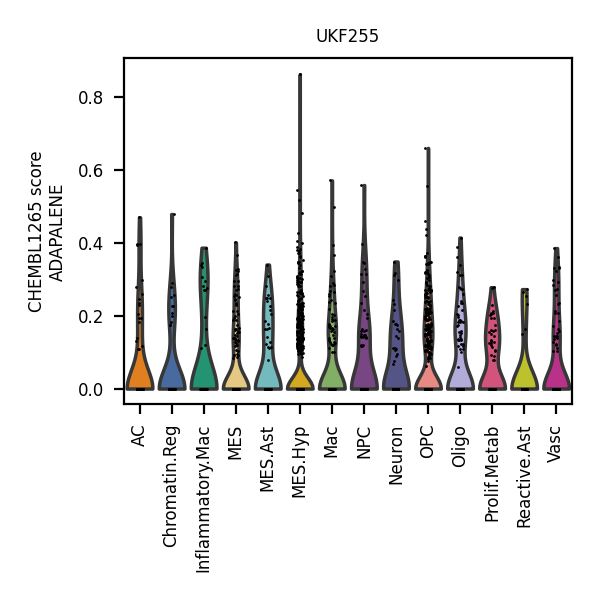 UKF255
CHEMBL1265 score
ADAPALENE
0.8
0.6
0.4
0.2
0.0
AC
Chromatin.Reg
Inflammatory.Mac
MES
MES.Ast
MES.Hyp
Mac
NPC
Neuron
OPC
Oligo
Prolif.Metab
Reactive.Ast
Vasc